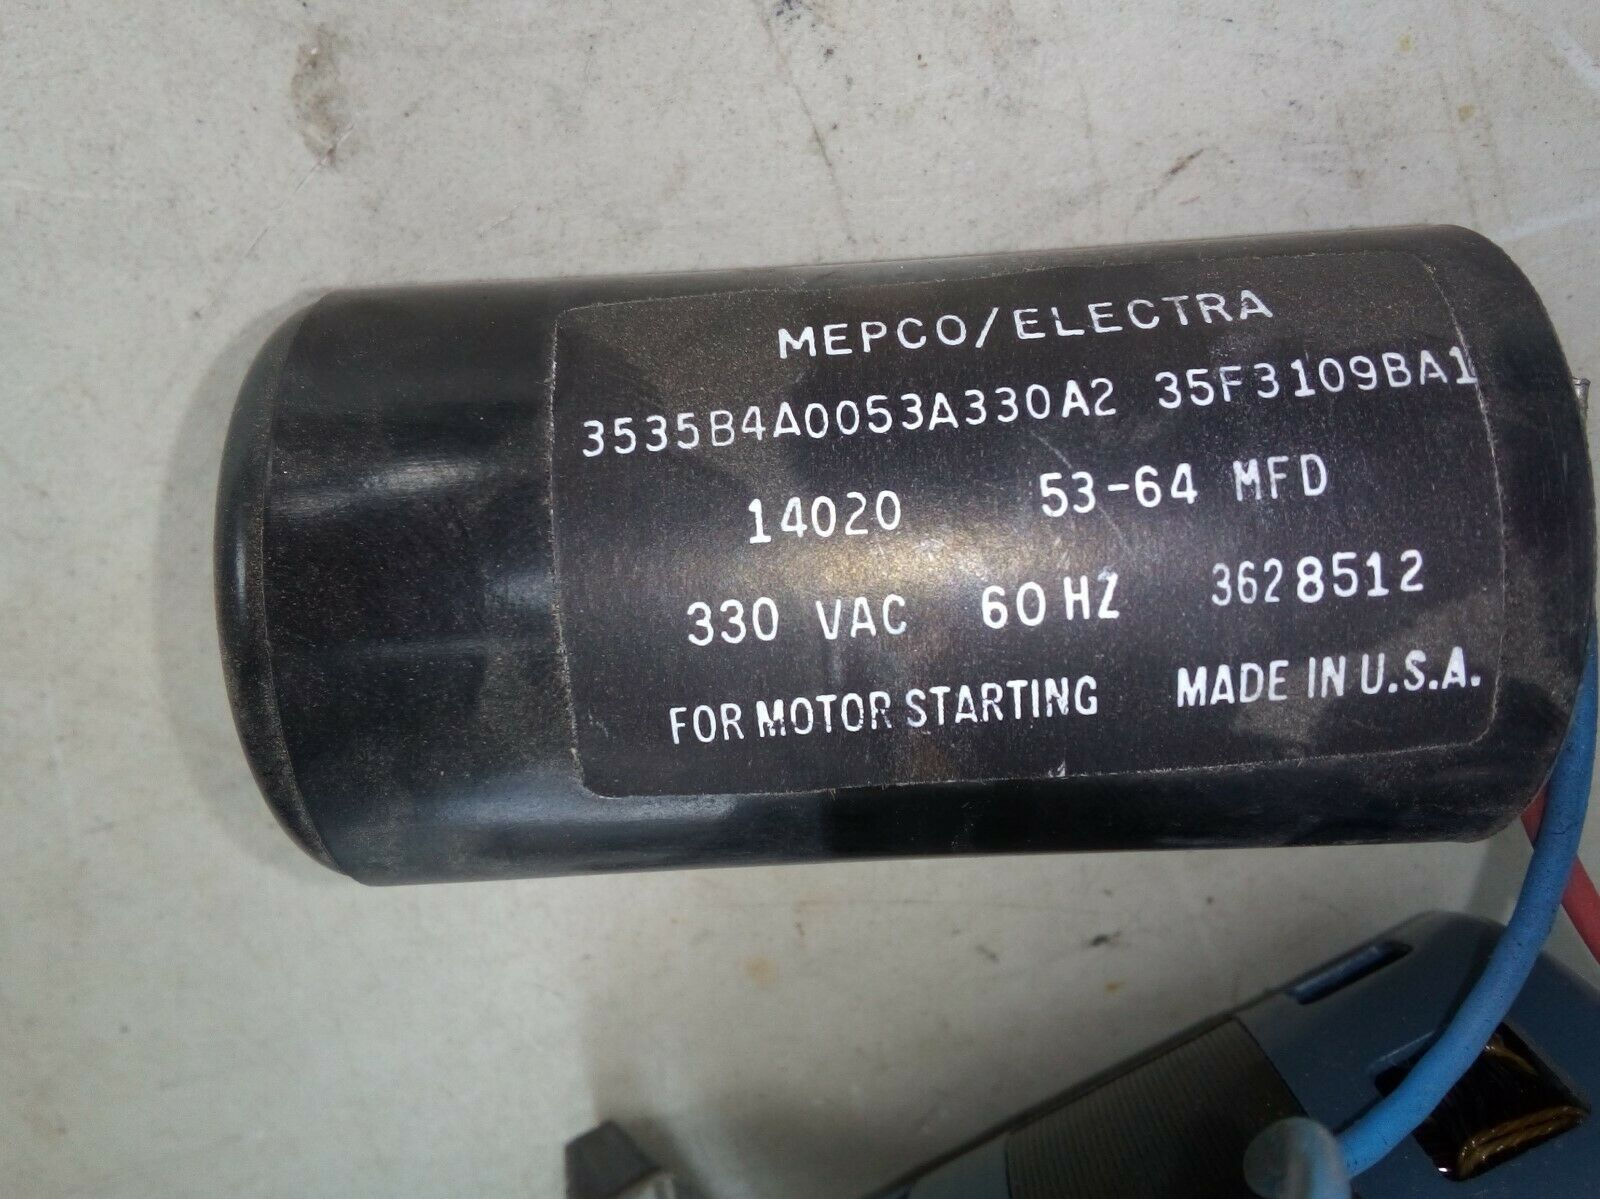 MEPCO/ELECTRA
3535B4A0053A330A2 35F3109BA1
14020 53-64 MFD
330 VAC 60 HZ 3628512
FOR MOTOR STARTING MADE IN U.S.A.